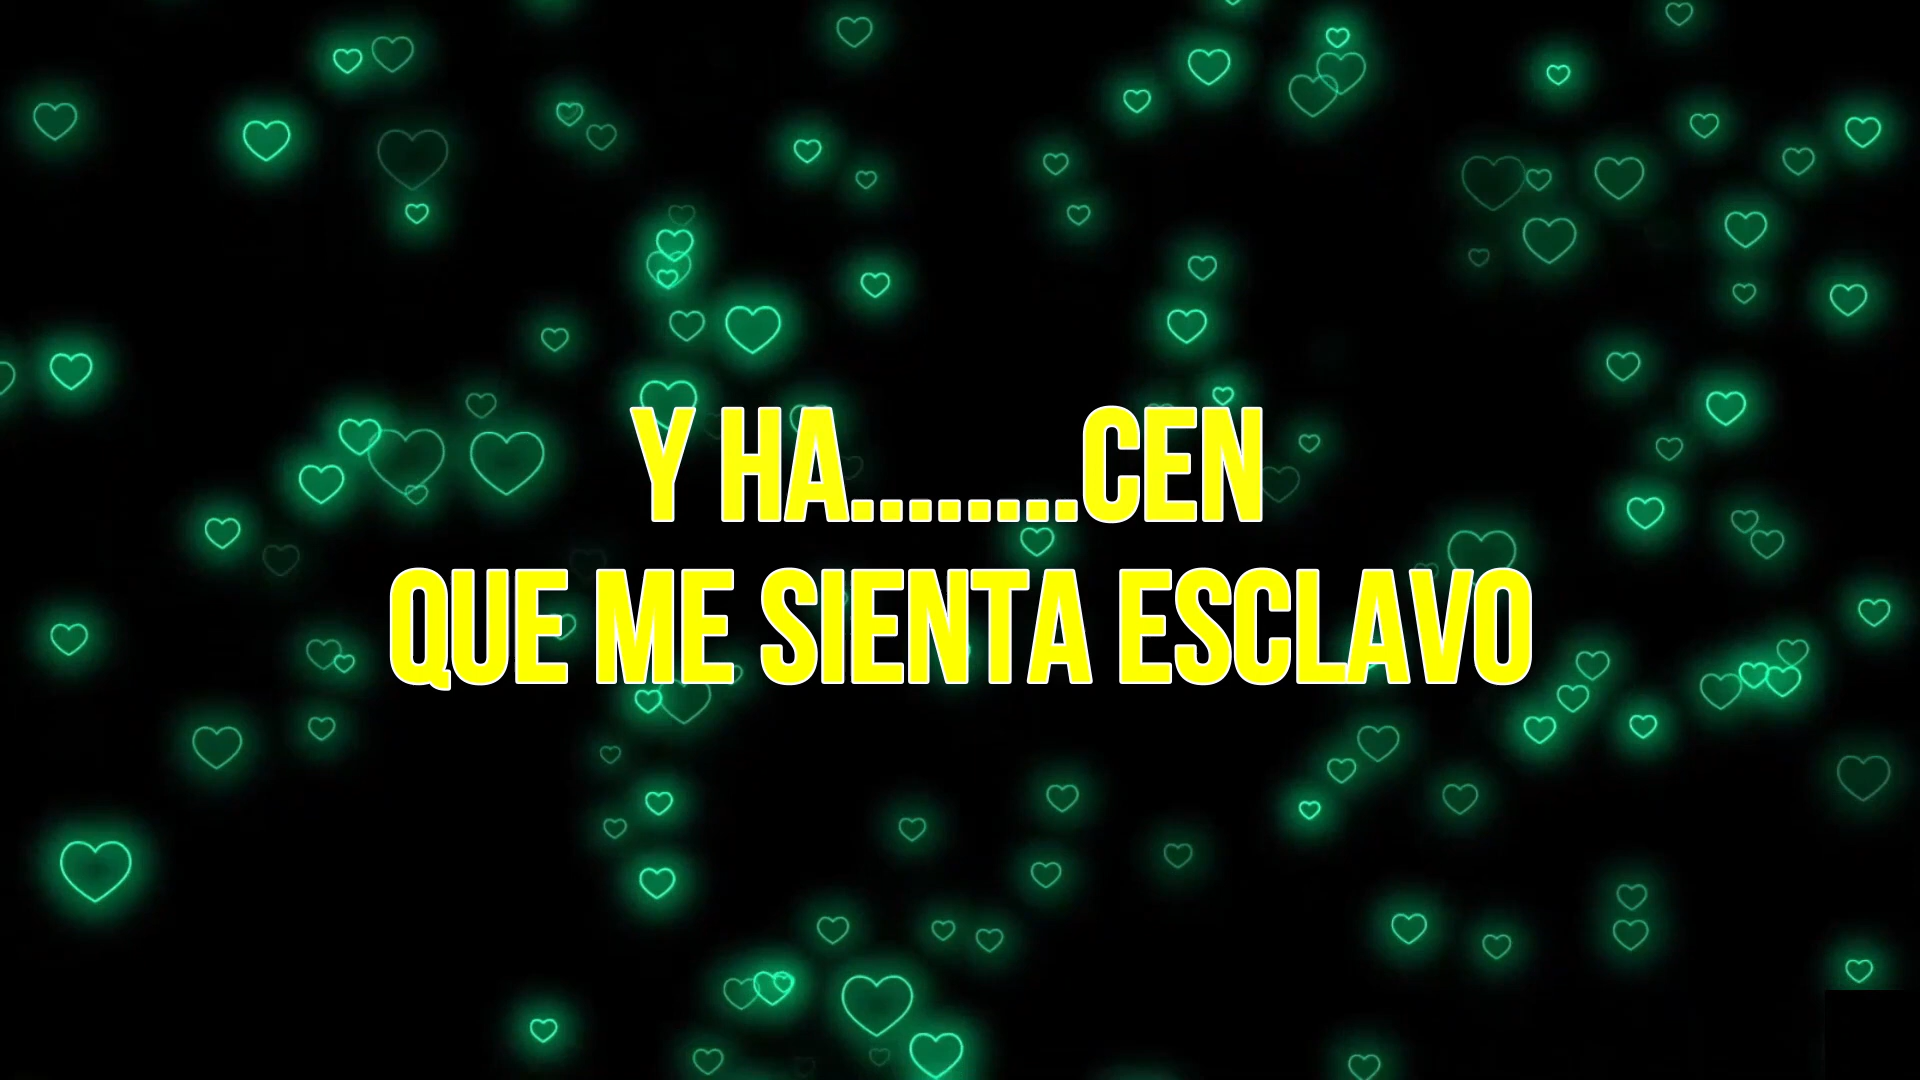 Y HA........CEN
QUE ME SIENTA ESCLAVO